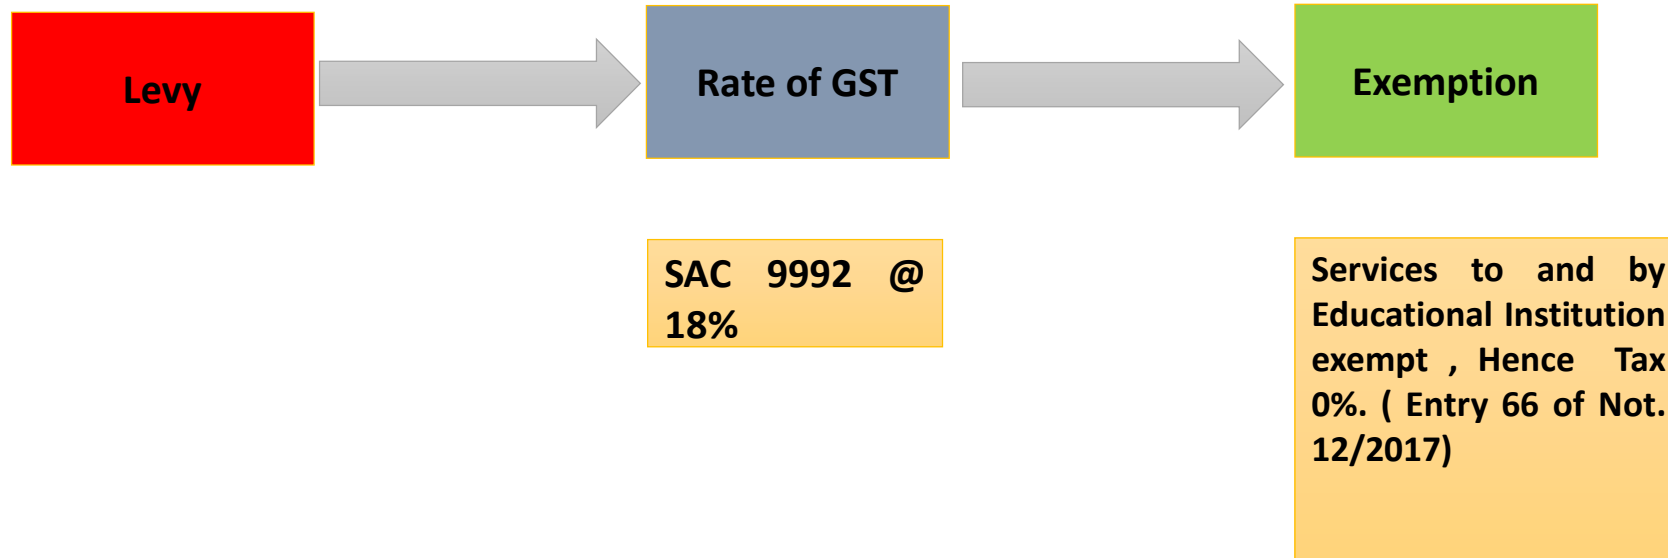 Levy
Rate of GST
Exemption
SAC 9992 @
18%
Services to and by
Educational Institution
exempt , Hence Tax
0%. ( Entry 66 of Not.
12/2017)